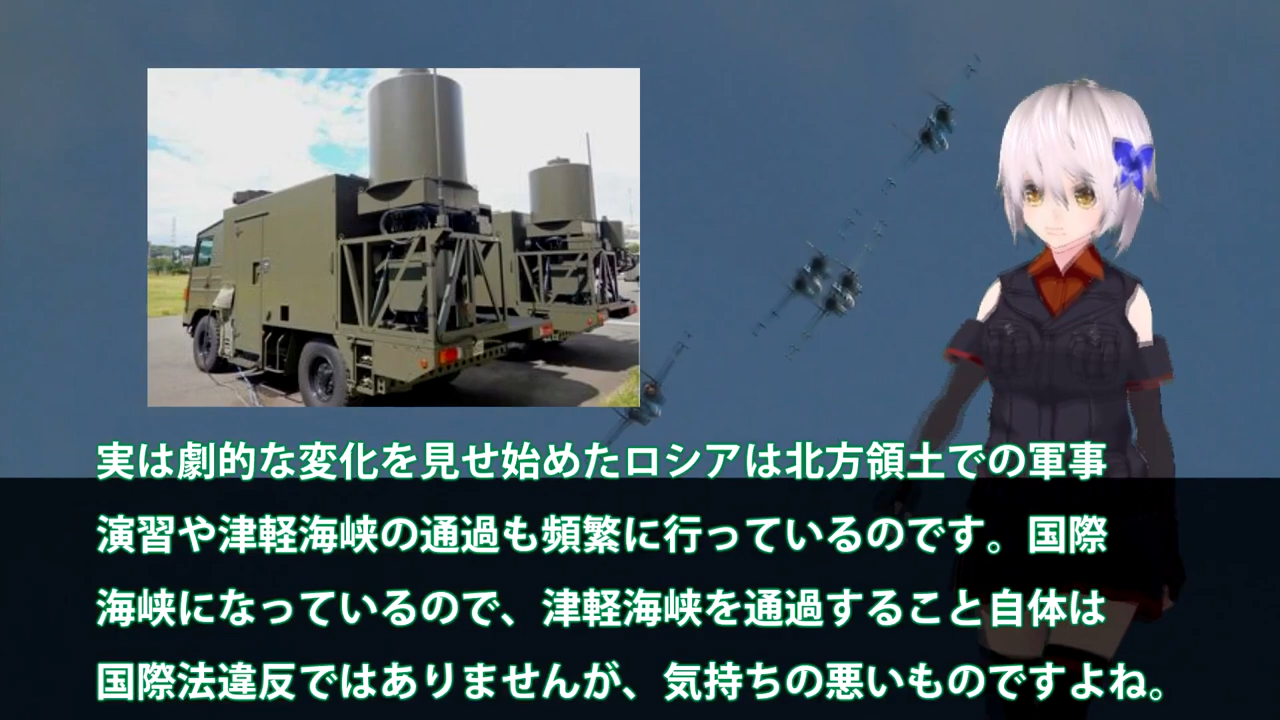 実は劇的な変化を見せ始めたロシアは北方領土での軍事
演習や津軽海峡の通過も頻繁に行っているのです。国際
海峡になっているので、津軽海峡を通過すること自体は
国際法違反ではありませんが、気持ちの悪いものですよね。